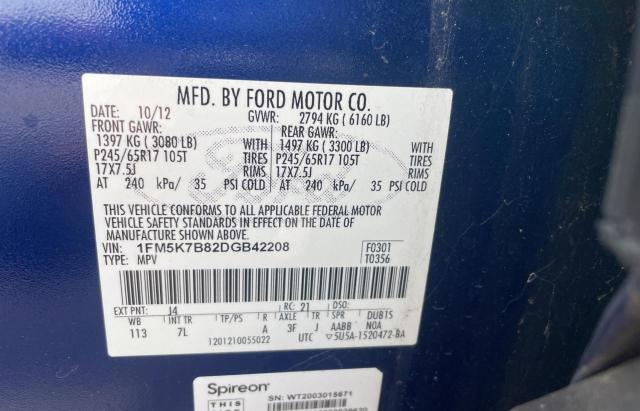 MFD. BY FORD MOTOR CO.
DATE: 10/12 GVWR: 2794 KG ( 6160 LB)
FRONT GAWR: REAR GAWR:
1397 KG ( 3080 LB) 1497 KG ( 3300 LB)
P245/65R17 105T TIRES P245/65R17 105T TIRES
17X7.5J RIMS 17X7.5J RIMS
AT 240 kPa/ 35 PSI COLD AT 240 kPa/ 35 PSI COLD
THIS VEHICLE CONFORMS TO ALL APPLICABLE FEDERAL MOTOR
VEHICLE SAFETY STANDARDS IN EFFECT ON THE DATE OF
MANUFACTURE SHOWN ABOVE.
VIN: 1FM5K7B82DGB42208 F0301
TYPE: MPV T0356
EXT PNT: J4 RC: 21 DSO:
WB INT TR TP/PS R AXLE TR SPR DUB1S
113 7L A 3F J AABB N0A
1201210055022 UTC ▽5U5A-1520472-BA
Ford
Spireon SN: WT2003015671
THIS